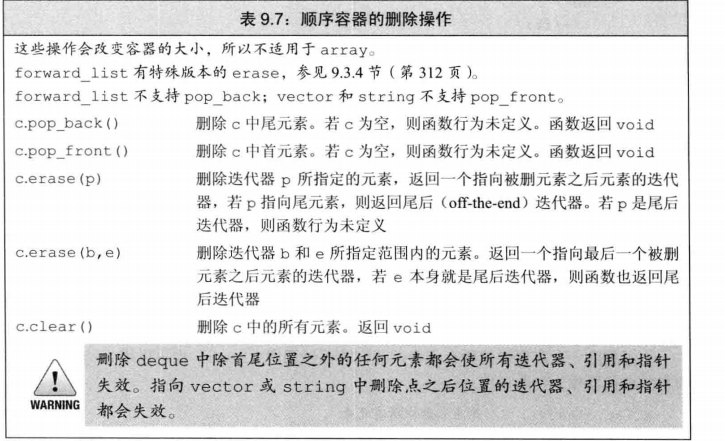 表 9.7：顺序容器的删除操作
这些操作会改变容器的大小，所以不适用于 array。
forward_list 有特殊版本的 erase，参见 9.3.4 节（第 312 页）。
forward_list 不支持 pop_back；vector 和 string 不支持 pop_front。
c.pop_back() 删除 c 中尾元素。若 c 为空，则函数行为未定义。函数返回 void
c.pop_front() 删除 c 中首元素。若 c 为空，则函数行为未定义。函数返回 void
c.erase(p) 删除迭代器 p 所指定的元素，返回一个指向被删元素之后元素的迭代
器，若 p 指向尾元素，则返回尾后（off-the-end）迭代器。若 p 是尾后
迭代器，则函数行为未定义
c.erase(b,e) 删除迭代器 b 和 e 所指定范围内的元素。返回一个指向最后一个被删
元素之后元素的迭代器，若 e 本身就是尾后迭代器，则函数也返回尾
后迭代器
c.clear() 删除 c 中的所有元素。返回 void
删除 deque 中除首尾位置之外的任何元素都会使所有迭代器、引用和指针
失效。指向 vector 或 string 中删除点之后位置的迭代器、引用和指针
都会失效。
WARNING